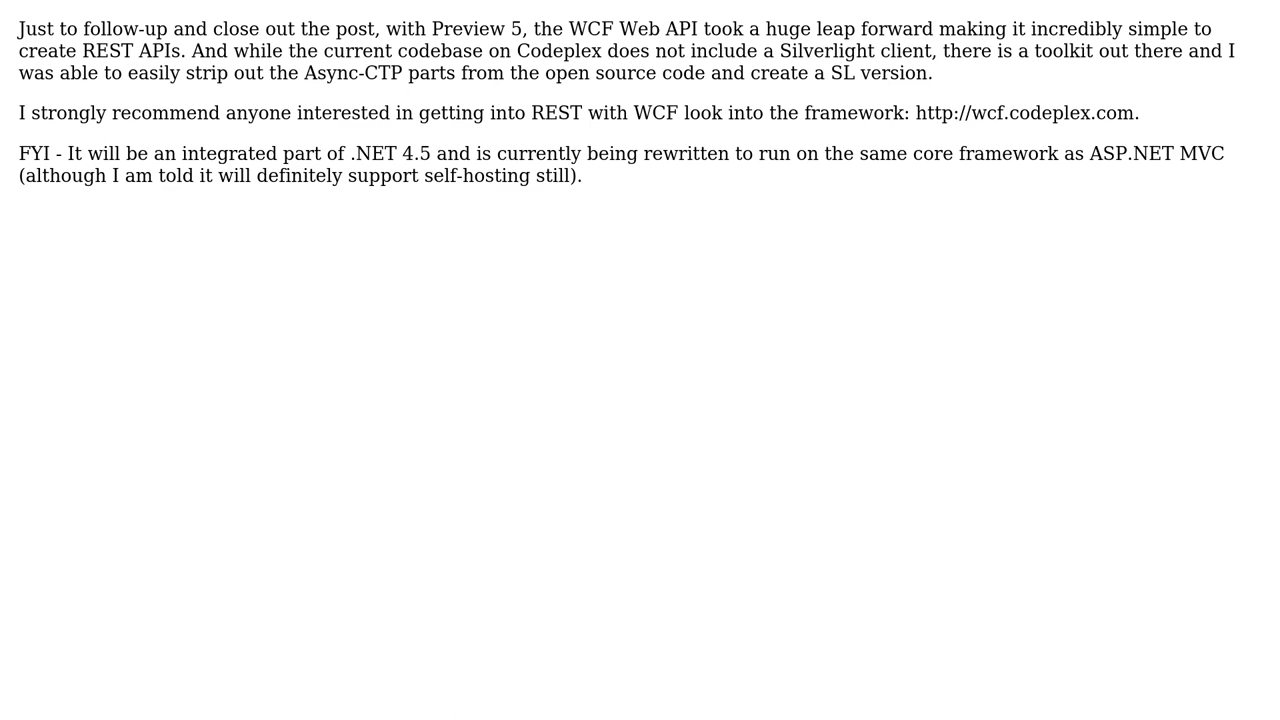 Just to follow-up and close out the post, with Preview 5, the WCF Web API took a huge leap forward making it incredibly simple to
create REST APIs. And while the current codebase on Codeplex does not include a Silverlight client, there is a toolkit out there and I
was able to easily strip out the Async-CTP parts from the open source code and create a SL version.
I strongly recommend anyone interested in getting into REST with WCF look into the framework: http://wcf.codeplex.com.
FYI - It will be an integrated part of .NET 4.5 and is currently being rewritten to run on the same core framework as ASP.NET MVC
(although I am told it will definitely support self-hosting still).